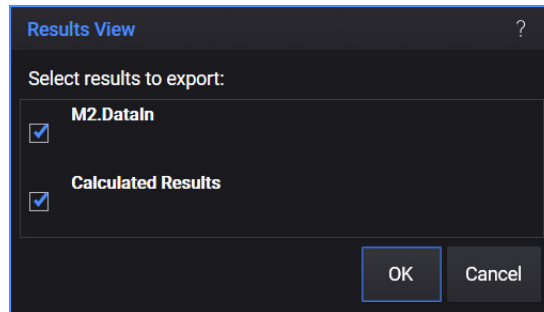 Results View ?
Select results to export:
M2.DataIn
Calculated Results
OK Cancel